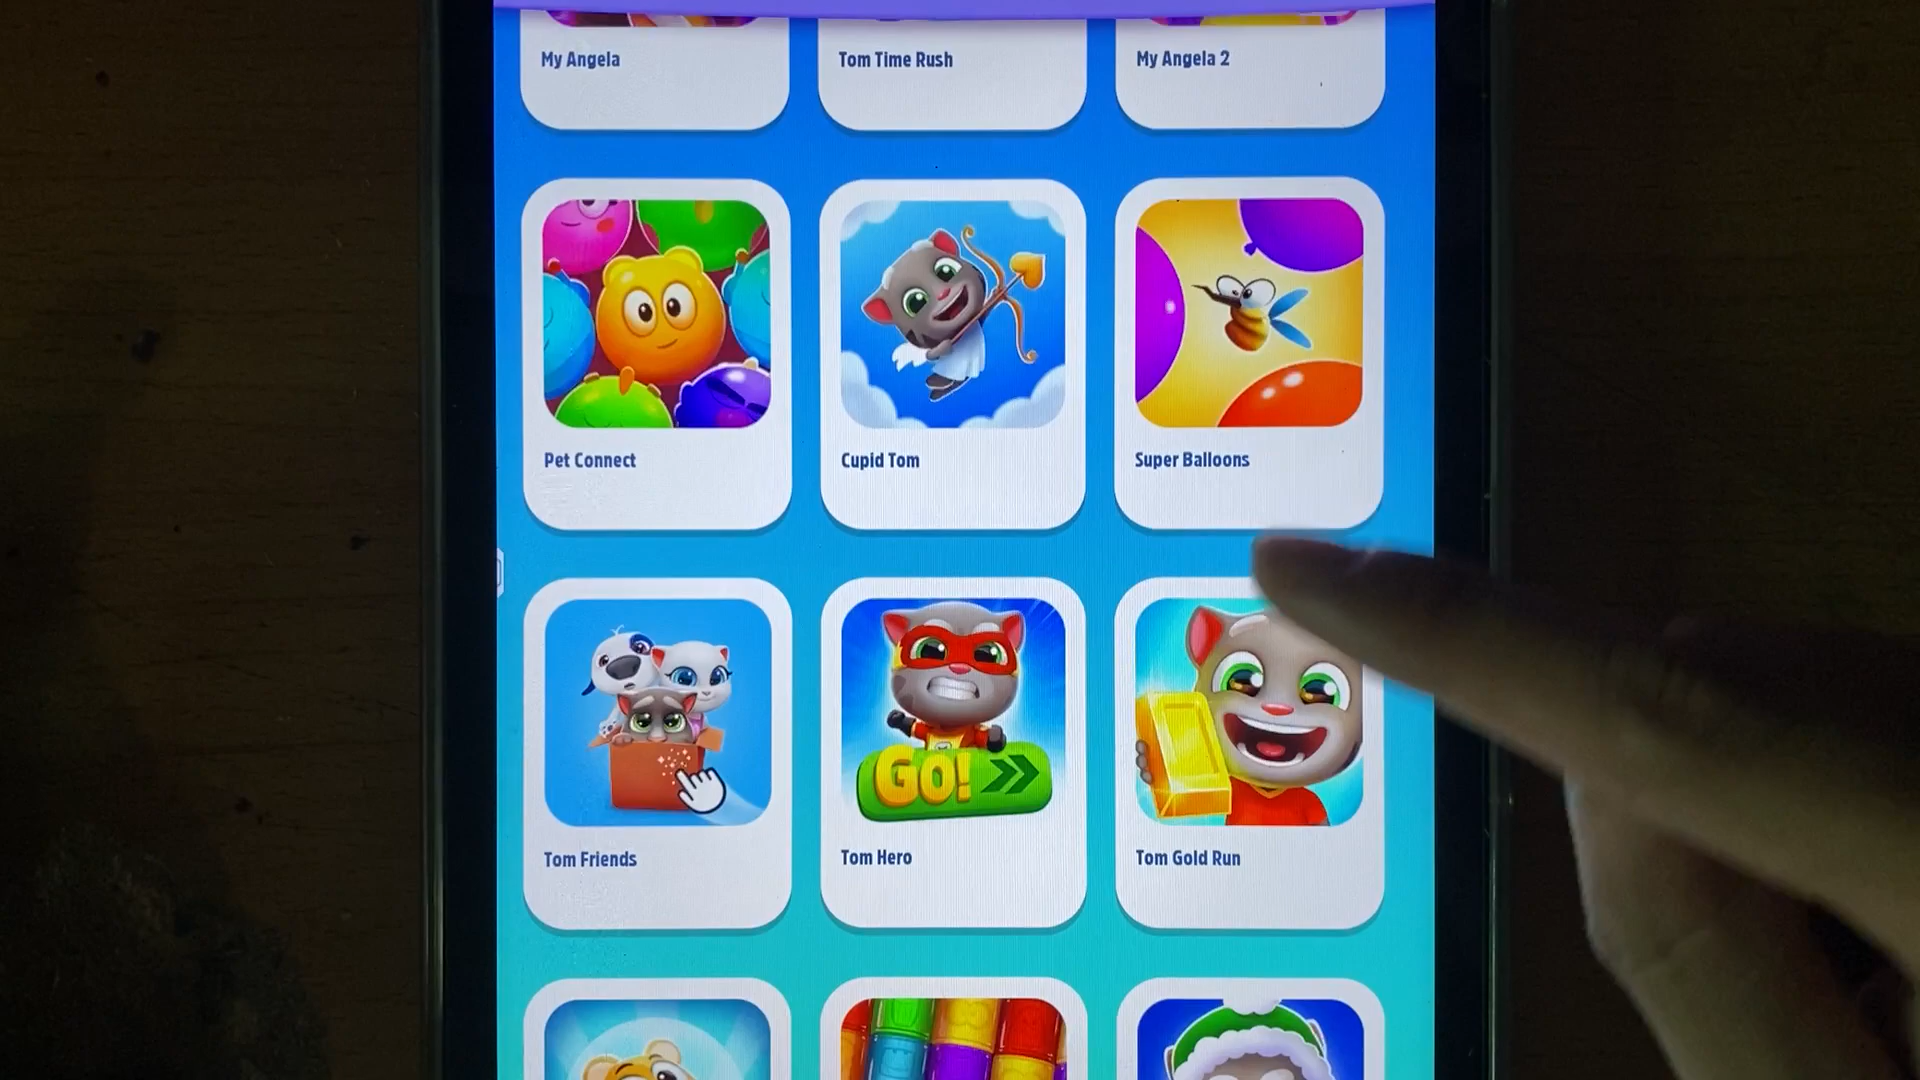 My Angela
Tom Time Rush
My Angela 2
Pet Connect
Cupid Tom
Super Balloons
Tom Friends
GO!
Tom Hero
Tom Gold Run